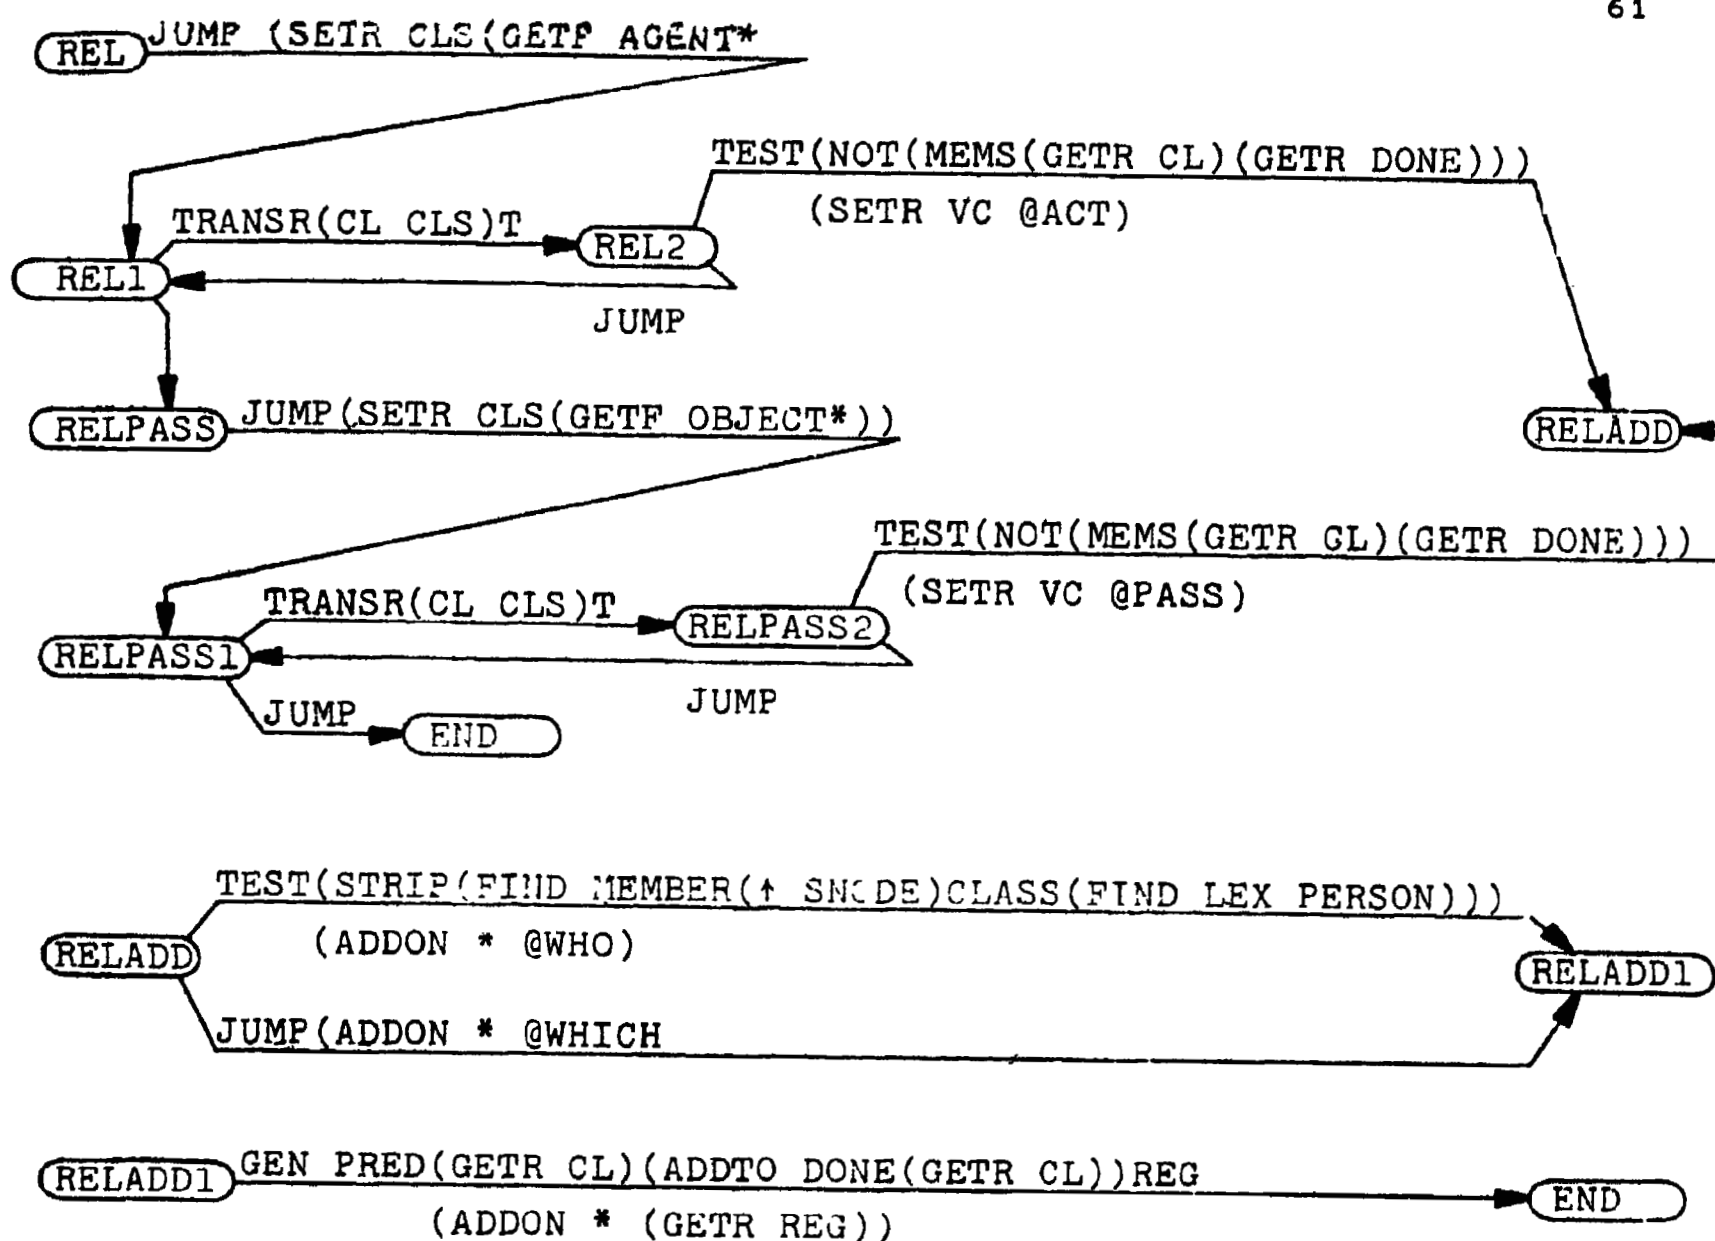 61
REL JUMP (SETR CLS(GETF AGENT*
TEST(NOT(MEMS(GETR CL)(GETR DONE)))
TRANSR(CL CLS)T REL2 (SETR VC @ACT)
REL1
JUMP
RELPASS JUMP(SETR CLS(GETF OBJECT*)) RELADD
TEST(NOT(MEMS(GETR CL)(GETR DONE)))
TRANSR(CL CLS)T RELPASS2 (SETR VC @PASS)
RELPASS1
JUMP END JUMP
TEST(STRIP(FIND MEMBER(↑ SNODE)CLASS(FIND LEX PERSON)))
RELADD (ADDON * @WHO) RELADD1
JUMP(ADDON * @WHICH
RELADD1 GEN PRED(GETR CL)(ADDTO DONE(GETR CL))REG END
(ADDON * (GETR REG))